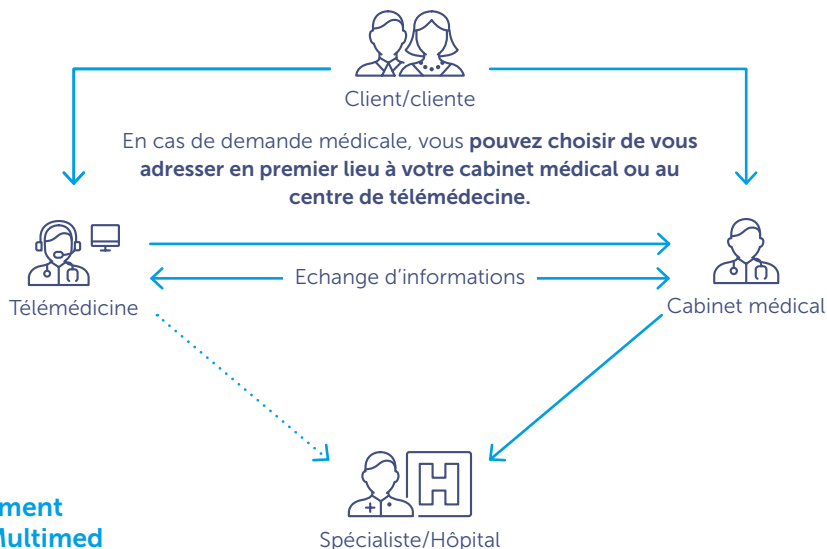 Client/cliente
En cas de demande médicale, vous pouvez choisir de vous
adresser en premier lieu à votre cabinet médical ou au
centre de télémédecine.
Echange d’informations
Télémédicine
Cabinet médical
H
Spécialiste/Hôpital
ement
Multimed